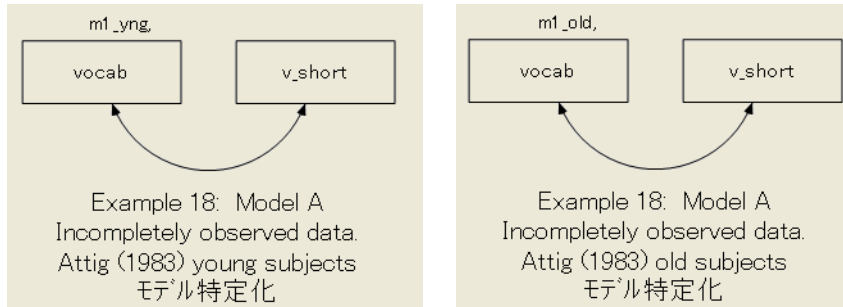 m1_yng,
vocab
v_short
Example 18: Model A
Incompletely observed data.
Attig (1983) young subjects
モデル特定化
m1_old,
vocab
v_short
Example 18: Model A
Incompletely observed data.
Attig (1983) old subjects
モデル特定化